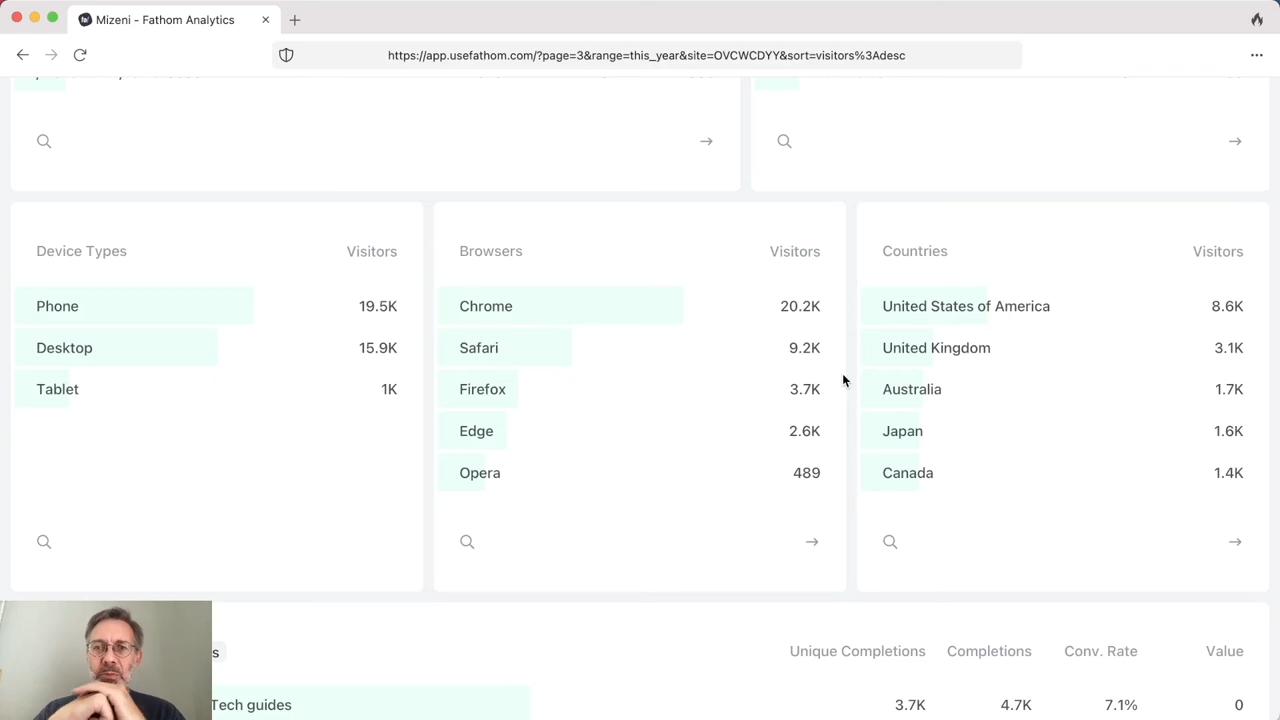 Mizeni - Fathom Analytics
https://app.usefathom.com/?page=3&range=this_year&site=OVCWCDYY&sort=visitors%3Adesc
Device Types Visitors
Phone 19.5K
Desktop 15.9K
Tablet 1K
Browsers Visitors
Chrome 20.2K
Safari 9.2K
Firefox 3.7K
Edge 2.6K
Opera 489
Countries Visitors
United States of America 8.6K
United Kingdom 3.1K
Australia 1.7K
Japan 1.6K
Canada 1.4K
s Unique Completions Completions Conv. Rate Value
Tech guides 3.7K 4.7K 7.1% 0